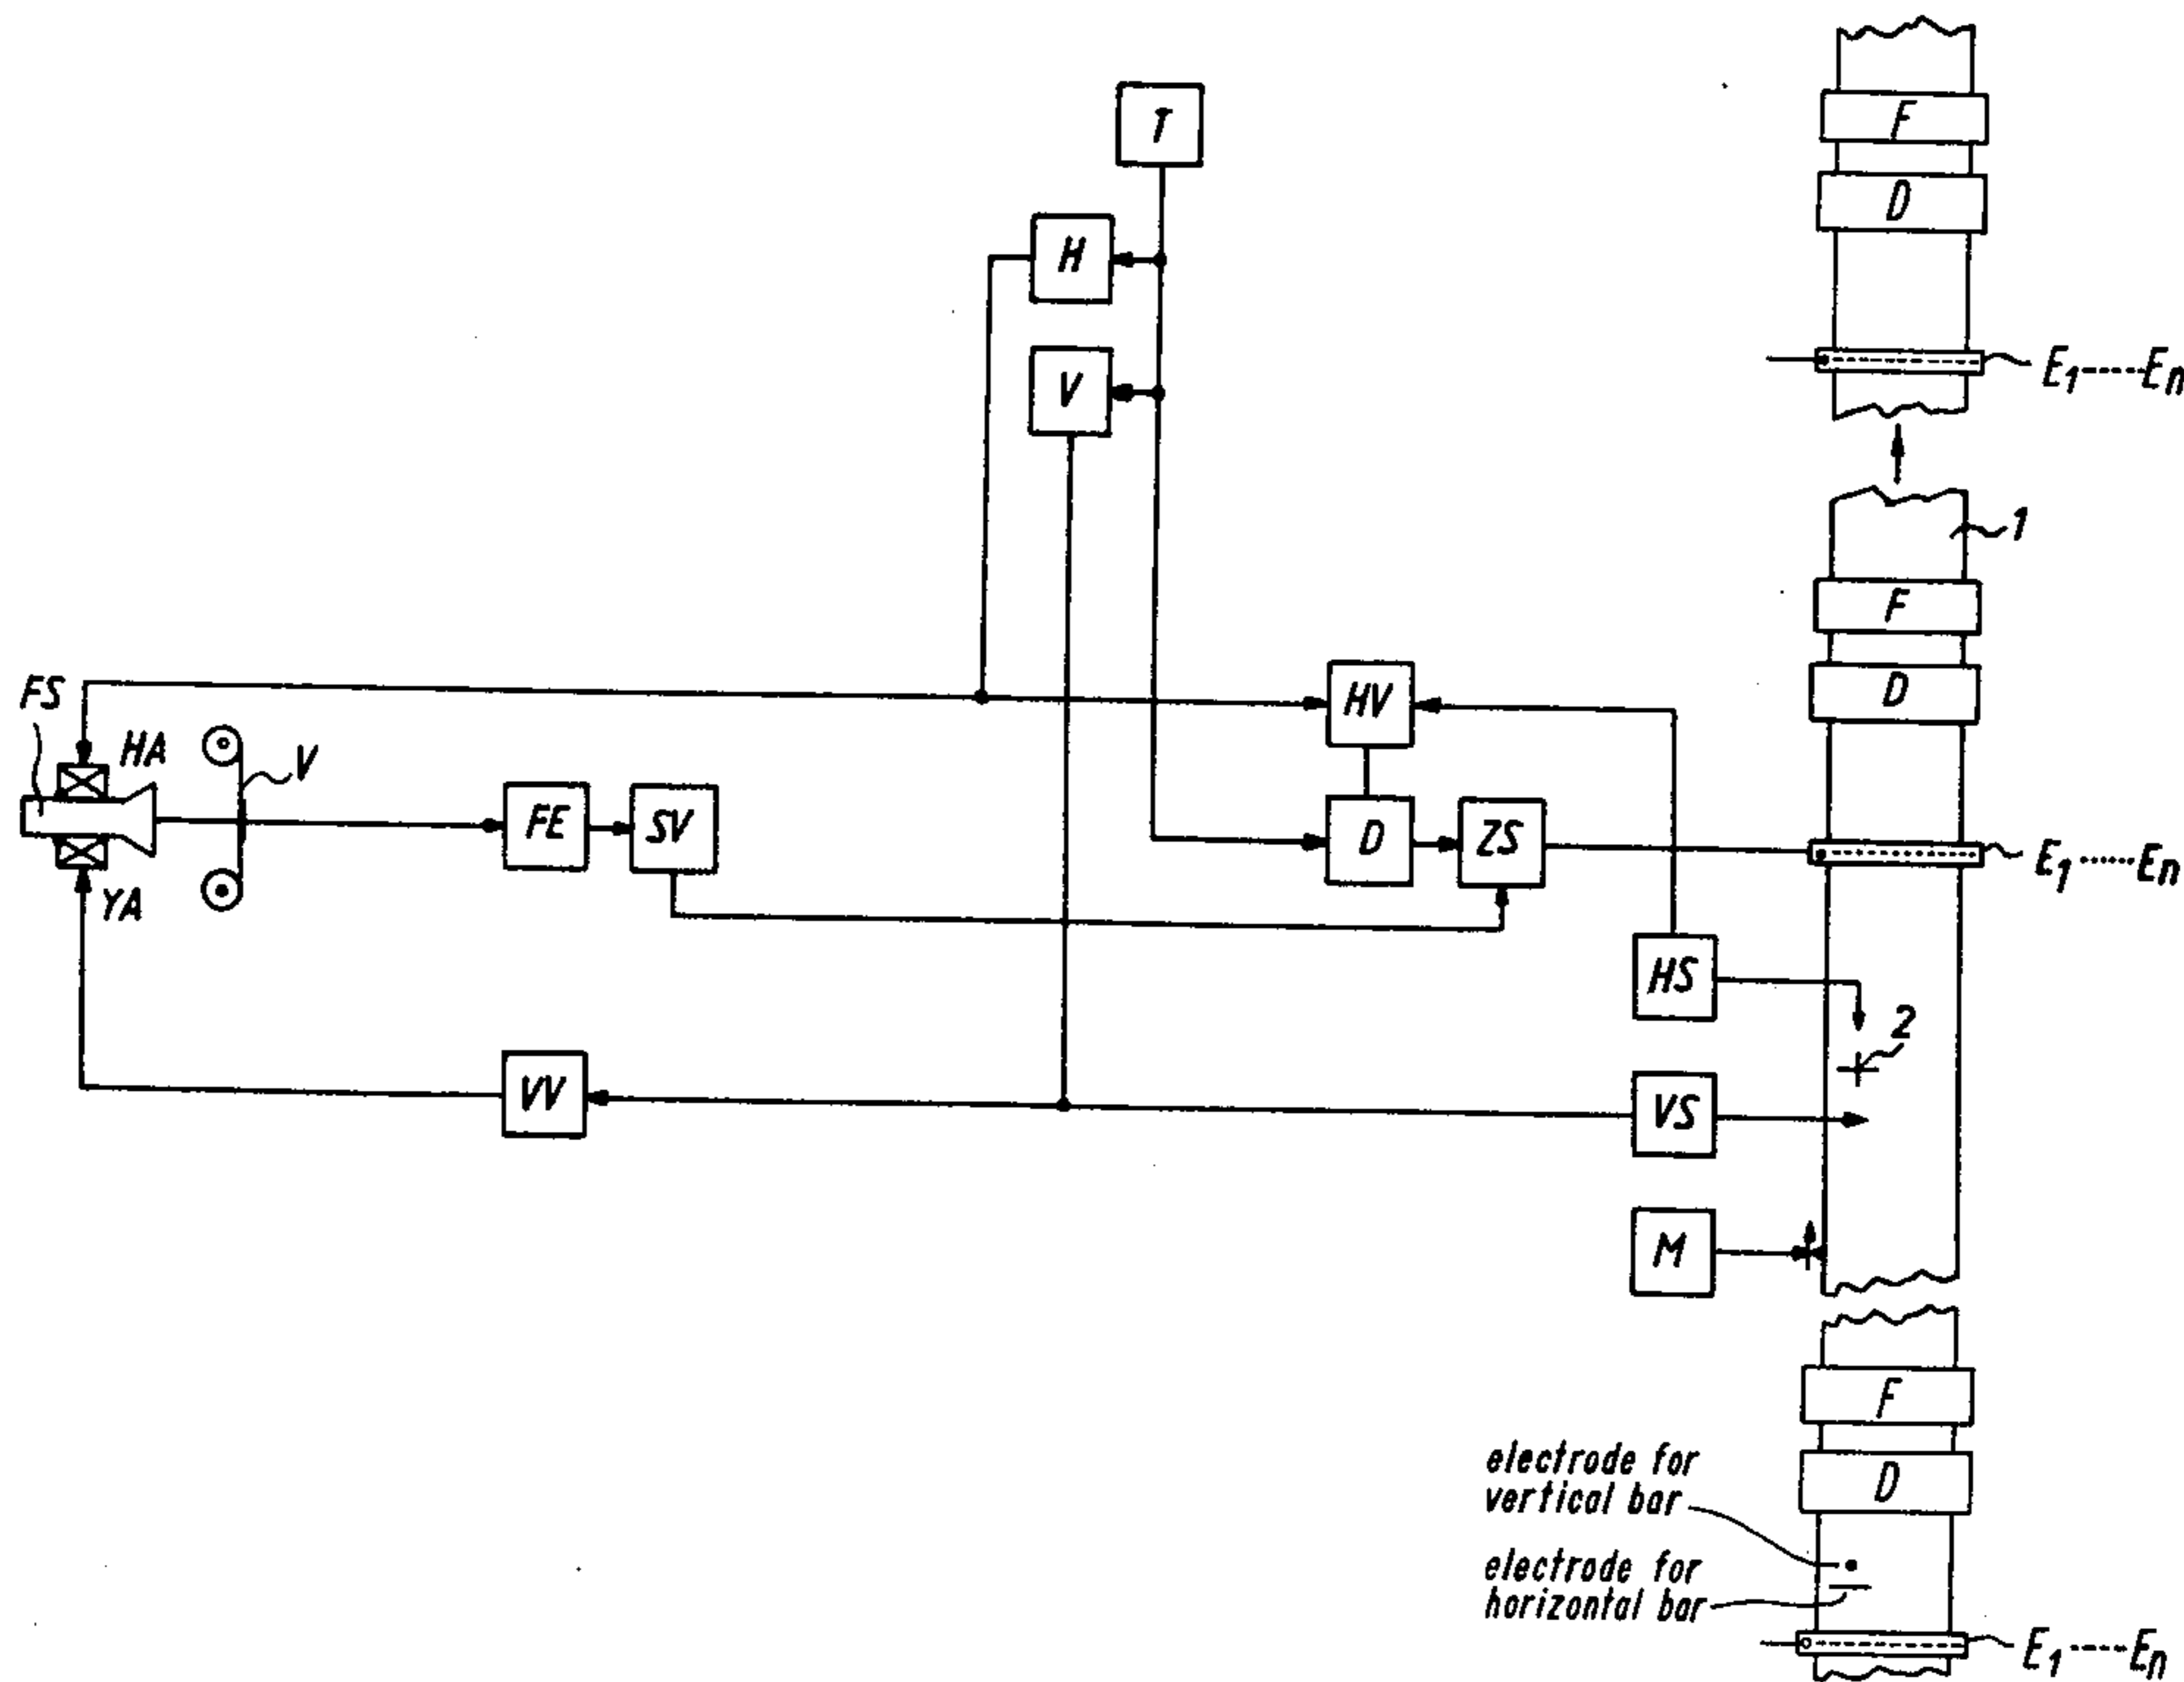 T
F
D
H
V
E1-----En
1
F
D
FS
HA
V
HV
FE
SV
D
ZS
E1------En
YA
HS
2
VV
VS
M
F
D
electrode for
vertical bar
electrode for
horizontal bar
E1-----En